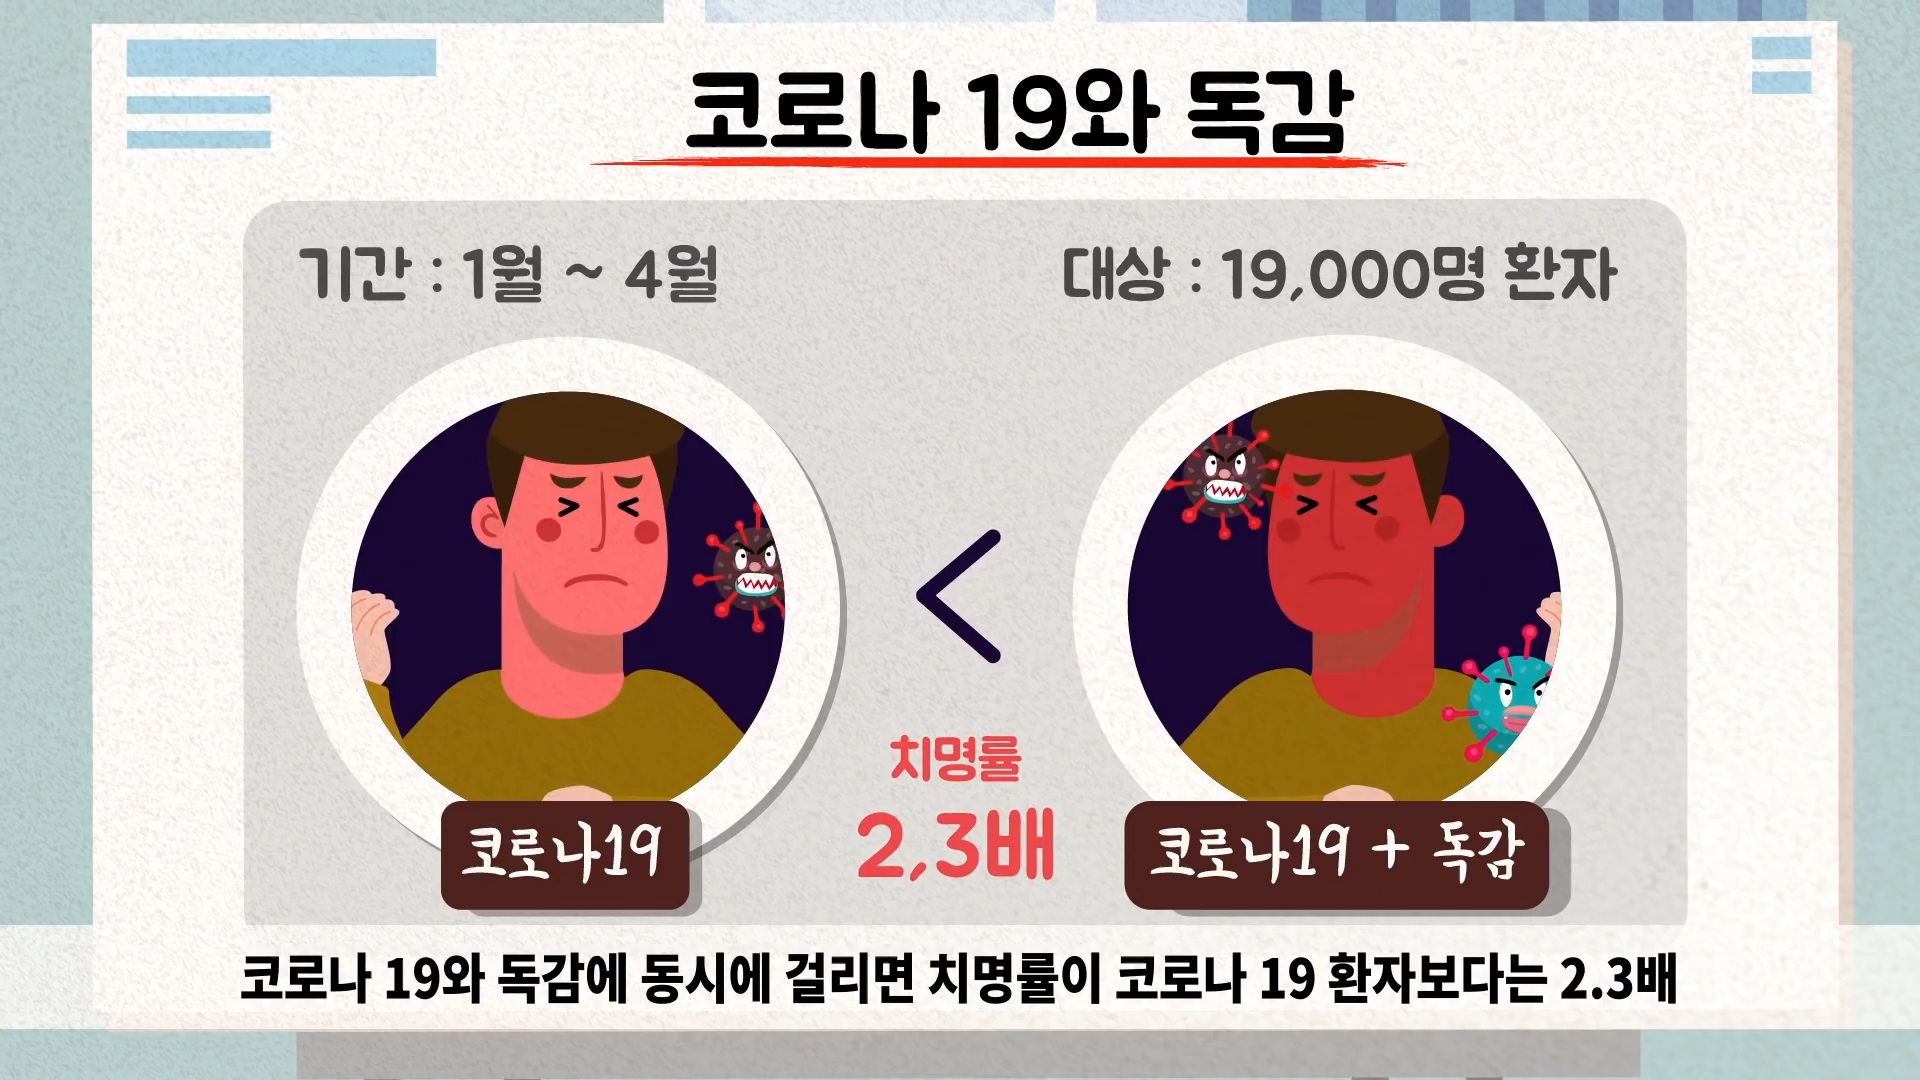 코로나 19와 독감
기간 : 1월 ~ 4월
대상 : 19,000명 환자
치명률
2,3배
코로나19
코로나19 + 독감
코로나 19와 독감에 동시에 걸리면 치명률이 코로나 19 환자보다는 2.3배